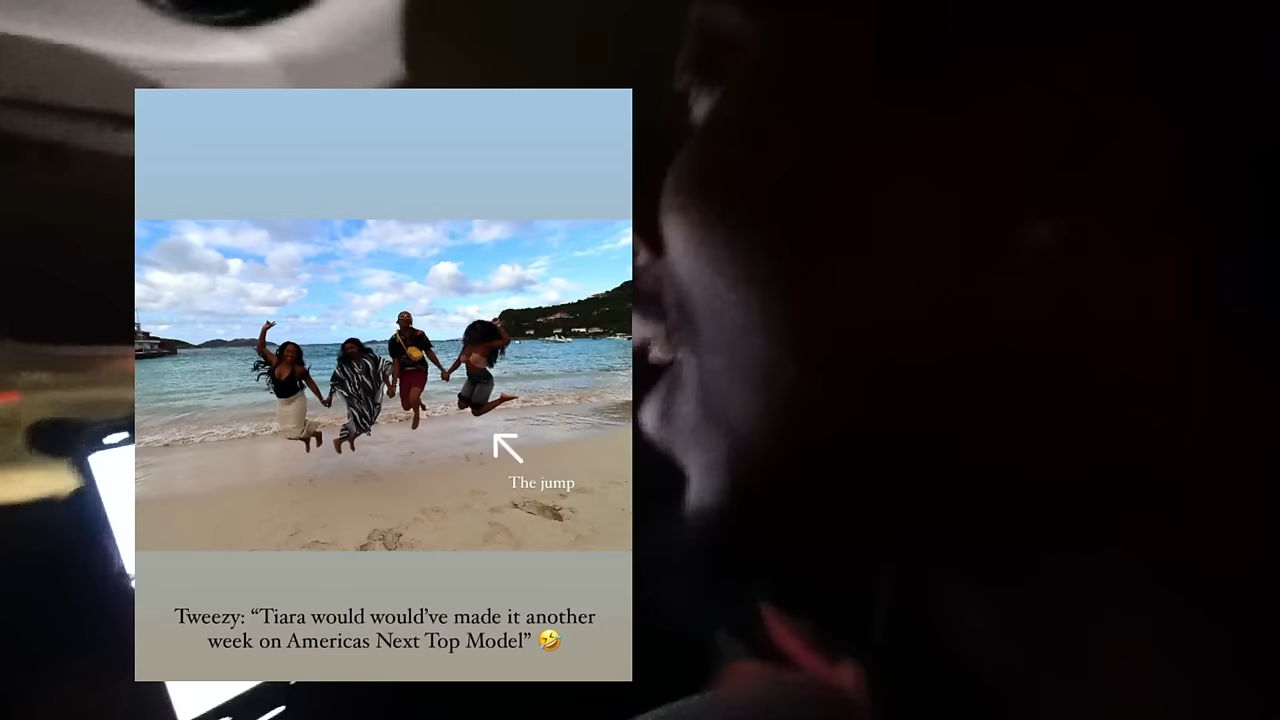 The jump
Tweezy: “Tiara would would’ve made it another
week on Americas Next Top Model” 🤣